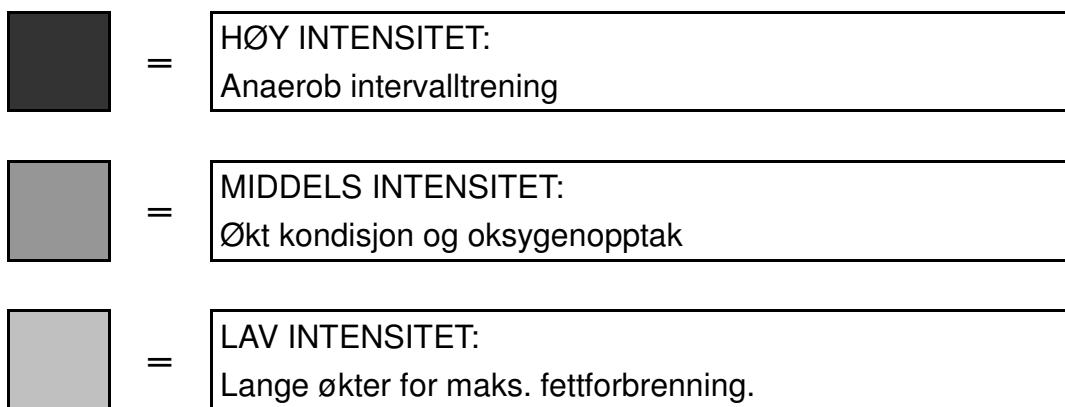 = HØY INTENSITET:
Anaerob intervalltrening
= MIDDELS INTENSITET:
Økt kondisjon og oksygenopptak
= LAV INTENSITET:
Lange økter for maks. fettforbrenning.